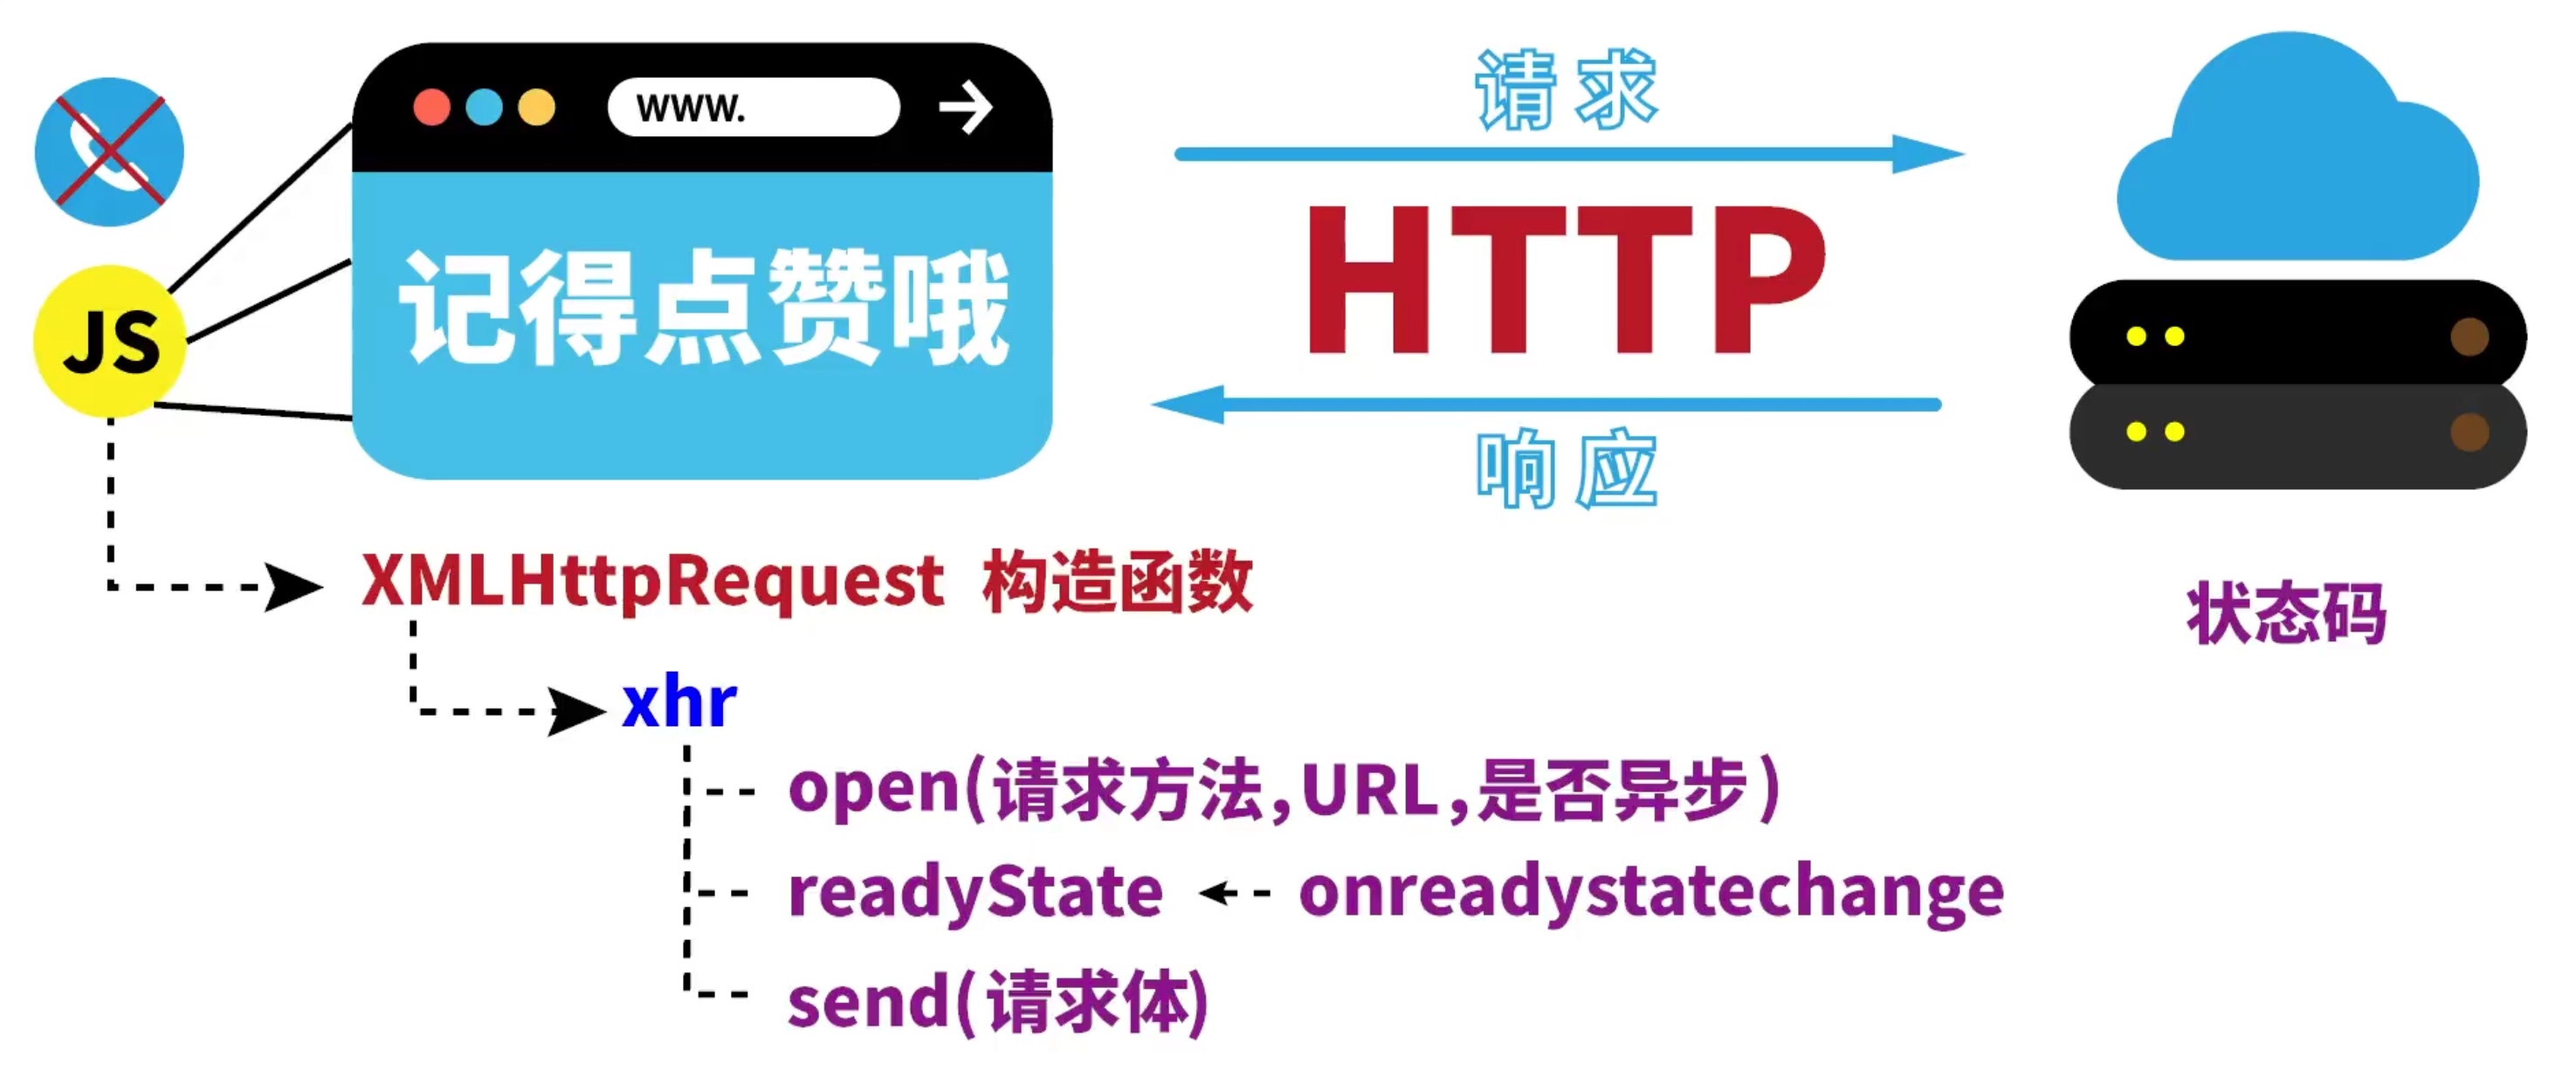 www.
请求
HTTP
记得点赞哦
JS
响应
XMLHttpRequest 构造函数
状态码
xhr
open(请求方法,URL,是否异步)
readyState onreadystatechange
send(请求体)